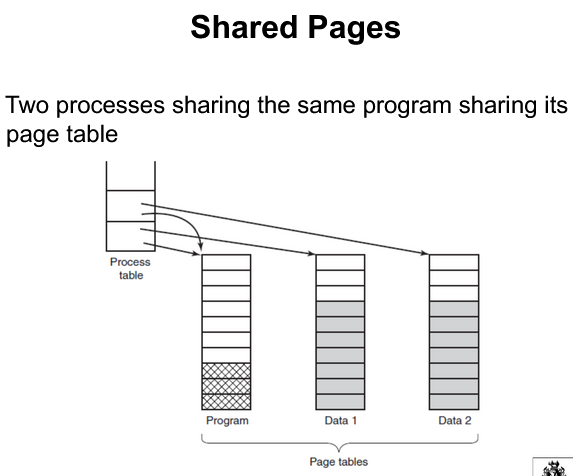 Shared Pages
Two processes sharing the same program sharing its
page table
Process
table
Program
Data 1
Data 2
Page tables